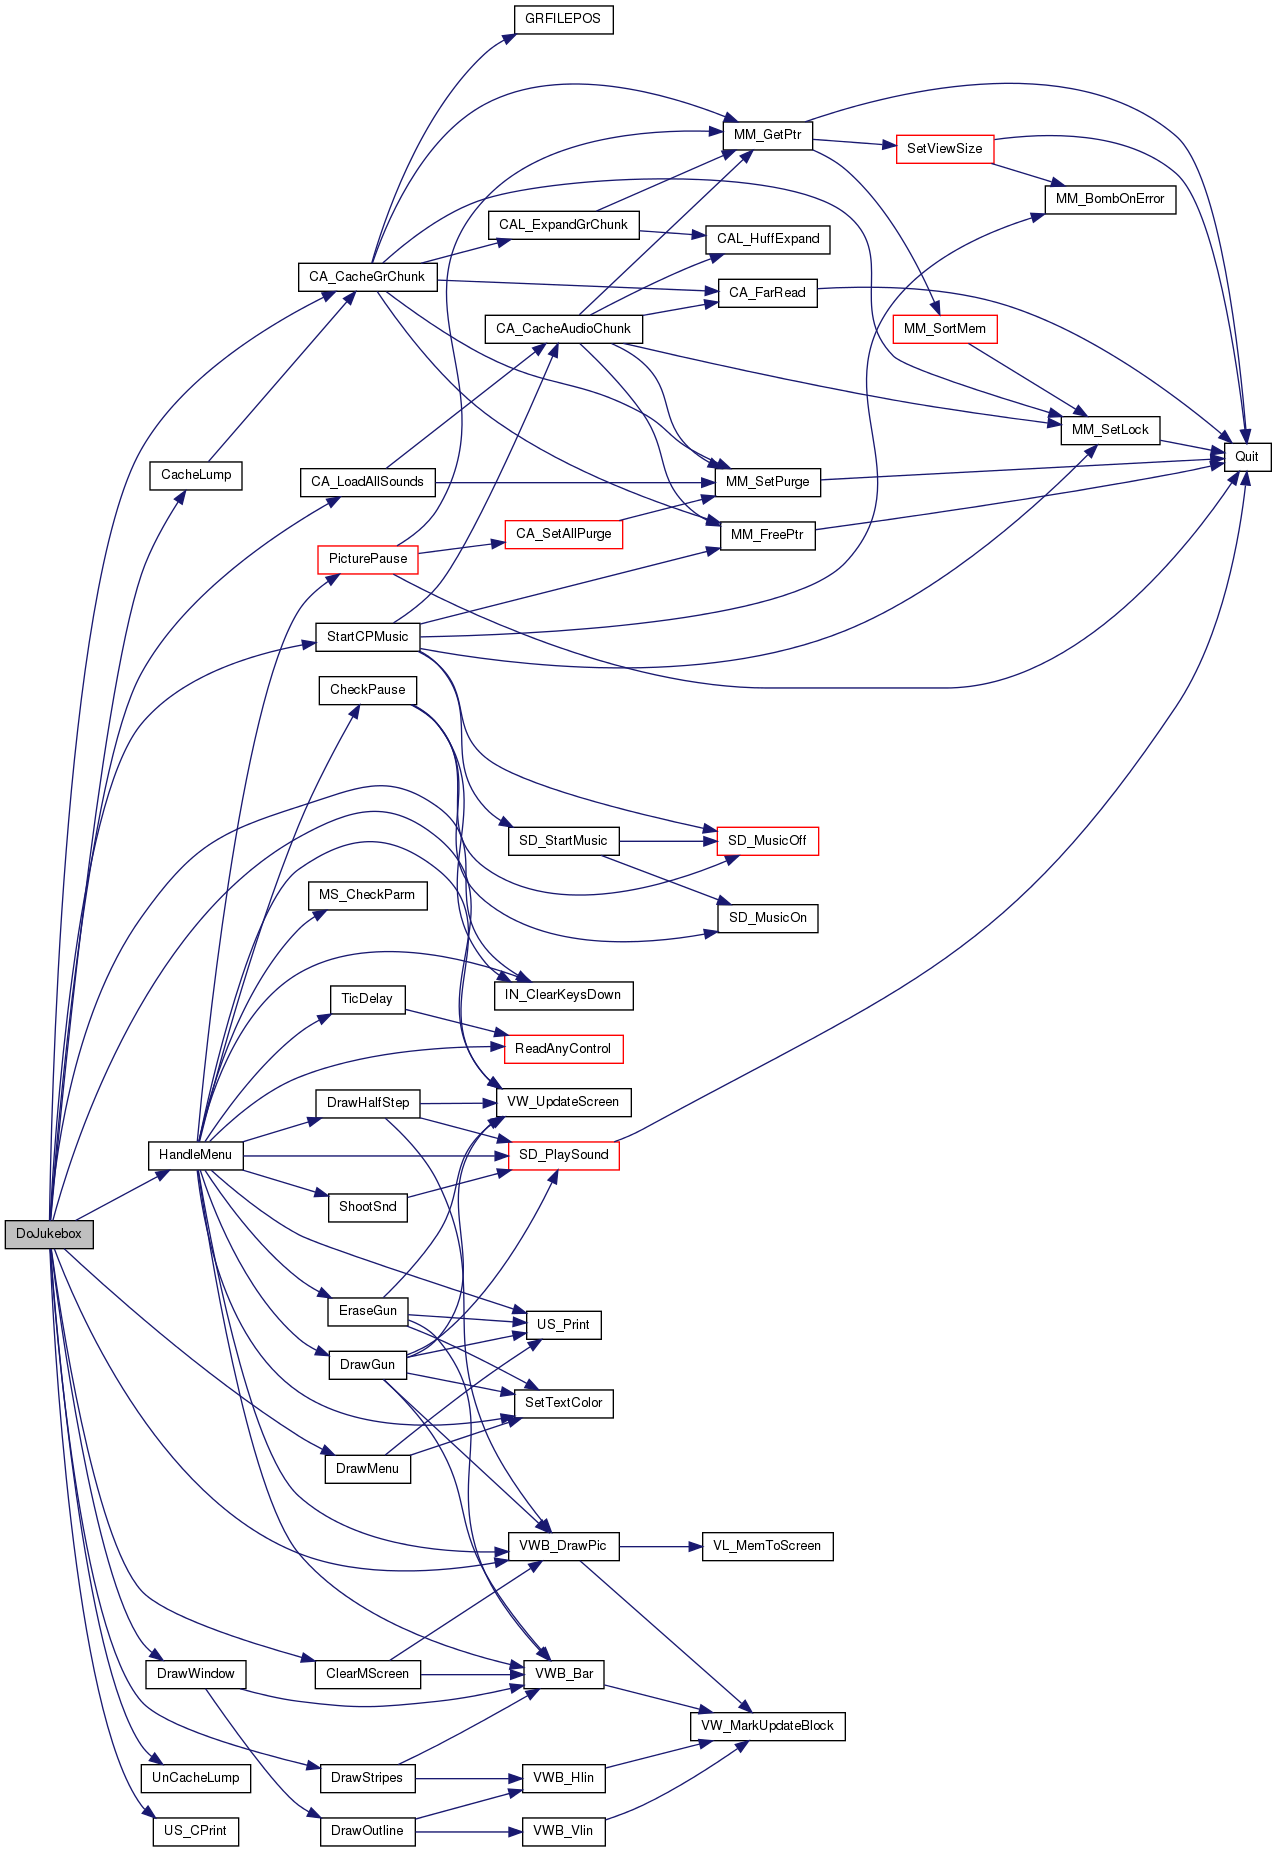 GRFILEPOS
MM_GetPtr
SetViewSize
MM_BombOnError
CAL_ExpandGrChunk
CAL_HuffExpand
CA_CacheGrChunk
CA_FarRead
CA_CacheAudioChunk
MM_SortMem
MM_SetLock
Quit
CacheLump
CA_LoadAllSounds
MM_SetPurge
CA_SetAllPurge
MM_FreePtr
PicturePause
StartCPMusic
CheckPause
SD_StartMusic
SD_MusicOff
MS_CheckParm
SD_MusicOn
TicDelay
IN_ClearKeysDown
ReadAnyControl
DrawHalfStep
VW_UpdateScreen
HandleMenu
SD_PlaySound
ShootSnd
DoJukebox
EraseGun
US_Print
DrawGun
SetTextColor
DrawMenu
VWB_DrawPic
VL_MemToScreen
DrawWindow
ClearMScreen
VWB_Bar
VW_MarkUpdateBlock
UnCacheLump
DrawStripes
VWB_Hlin
US_CPrint
DrawOutline
VWB_Vlin